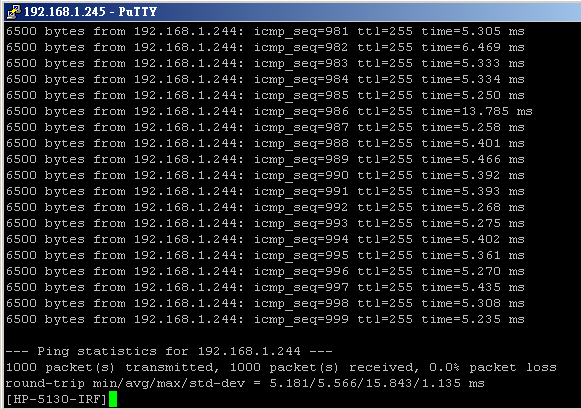 192.168.1.245 - PuTTY
6500 bytes from 192.168.1.244: icmp_seq=981 ttl=255 time=5.305 ms
6500 bytes from 192.168.1.244: icmp_seq=982 ttl=255 time=6.469 ms
6500 bytes from 192.168.1.244: icmp_seq=983 ttl=255 time=5.333 ms
6500 bytes from 192.168.1.244: icmp_seq=984 ttl=255 time=5.334 ms
6500 bytes from 192.168.1.244: icmp_seq=985 ttl=255 time=5.250 ms
6500 bytes from 192.168.1.244: icmp_seq=986 ttl=255 time=13.785 ms
6500 bytes from 192.168.1.244: icmp_seq=987 ttl=255 time=5.258 ms
6500 bytes from 192.168.1.244: icmp_seq=988 ttl=255 time=5.401 ms
6500 bytes from 192.168.1.244: icmp_seq=989 ttl=255 time=5.466 ms
6500 bytes from 192.168.1.244: icmp_seq=990 ttl=255 time=5.392 ms
6500 bytes from 192.168.1.244: icmp_seq=991 ttl=255 time=5.393 ms
6500 bytes from 192.168.1.244: icmp_seq=992 ttl=255 time=5.268 ms
6500 bytes from 192.168.1.244: icmp_seq=993 ttl=255 time=5.275 ms
6500 bytes from 192.168.1.244: icmp_seq=994 ttl=255 time=5.402 ms
6500 bytes from 192.168.1.244: icmp_seq=995 ttl=255 time=5.361 ms
6500 bytes from 192.168.1.244: icmp_seq=996 ttl=255 time=5.270 ms
6500 bytes from 192.168.1.244: icmp_seq=997 ttl=255 time=5.435 ms
6500 bytes from 192.168.1.244: icmp_seq=998 ttl=255 time=5.308 ms
6500 bytes from 192.168.1.244: icmp_seq=999 ttl=255 time=5.235 ms
--- Ping statistics for 192.168.1.244 ---
1000 packet(s) transmitted, 1000 packet(s) received, 0.0% packet loss
round-trip min/avg/max/std-dev = 5.181/5.566/15.843/1.135 ms
[HP-5130-IRF]